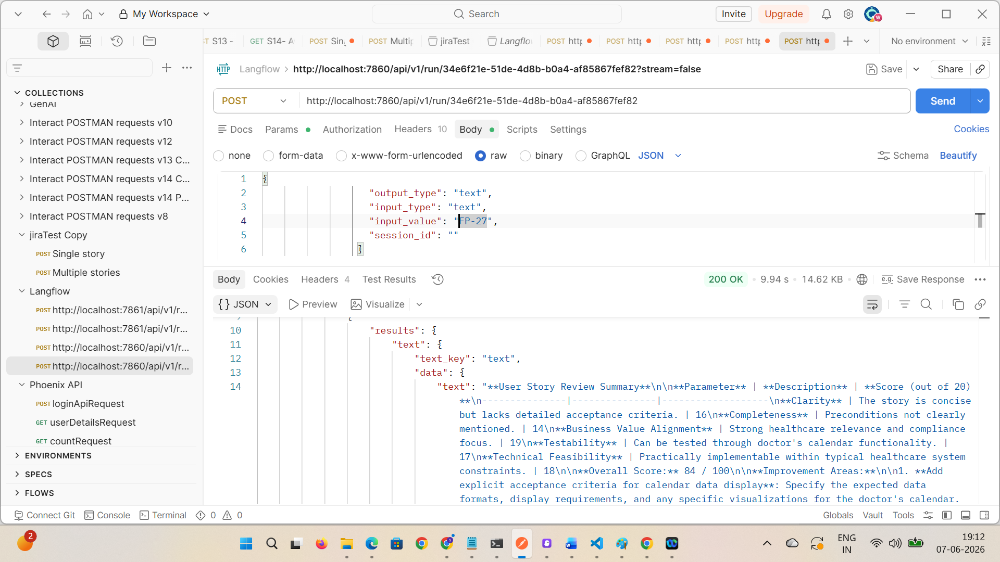 My Workspace
Search
Invite
Upgrade
W
ST S13 -
GET S14- A
POST Sin
POST Multip
jiraTest
Langflo
POST http
POST http
POST http
POST http
POST http
No environment
HTTP
Langflow > http://localhost:7860/api/v1/run/34e6f21e-51de-4d8b-b0a4-af85867fef82?stream=false
Save
Share
COLLECTIONS
GenAI
Interact POSTMAN requests v10
Interact POSTMAN requests v12
Interact POSTMAN requests v13 C...
Interact POSTMAN requests v14 C...
Interact POSTMAN requests v14 P...
Interact POSTMAN requests v8
jiraTest Copy
POST Single story
POST Multiple stories
Langflow
POST http://localhost:7861/api/v1/r...
POST http://localhost:7861/api/v1/r...
POST http://localhost:7860/api/v1/r...
POST http://localhost:7860/api/v1/r...
Phoenix API
POST loginApiRequest
GET userDetailsRequest
GET countRequest
ENVIRONMENTS
SPECS
FLOWS
POST
http://localhost:7860/api/v1/run/34e6f21e-51de-4d8b-b0a4-af85867fef82
Send
Docs
Params
Authorization
Headers 10
Body
Scripts
Settings
Cookies
none
form-data
x-www-form-urlencoded
raw
binary
GraphQL
JSON
Schema
Beautify
1 {
2 "output_type": "text",
3 "input_type": "text",
4 "input_value": "FP-27",
5 "session_id": ""
6 }
Body
Cookies
Headers 4
Test Results
200 OK
9.94 s
14.62 KB
e.g. Save Response
{} JSON
Preview
Visualize
9 {
10 "results": {
11 "text": {
12 "text_key": "text",
13 "data": {
14 "text": "**User Story Review Summary**\n\n**Parameter** | **Description** | **Score (out of 20)
**\n---------------|---------------|-------------------\n**Clarity** | The story is concise
but lacks detailed acceptance criteria. | 16\n**Completeness** | Preconditions not clearly
mentioned. | 14\n**Business Value Alignment** | Strong healthcare relevance and compliance
focus. | 19\n**Testability** | Can be tested through doctor's calendar functionality. |
17\n**Technical Feasibility** | Practically implementable within typical healthcare system
constraints. | 18\n\n**Overall Score:** 84 / 100\n\n**Improvement Areas:**\n\n1. **Add
explicit acceptance criteria for calendar data display**: Specify the expected data
formats, display requirements, and any specific visualizations for the doctor's calendar.
Connect Git
Console
Terminal
0
0
Globals
Vault
Tools
2
ENG
IN
19:12
07-06-2026